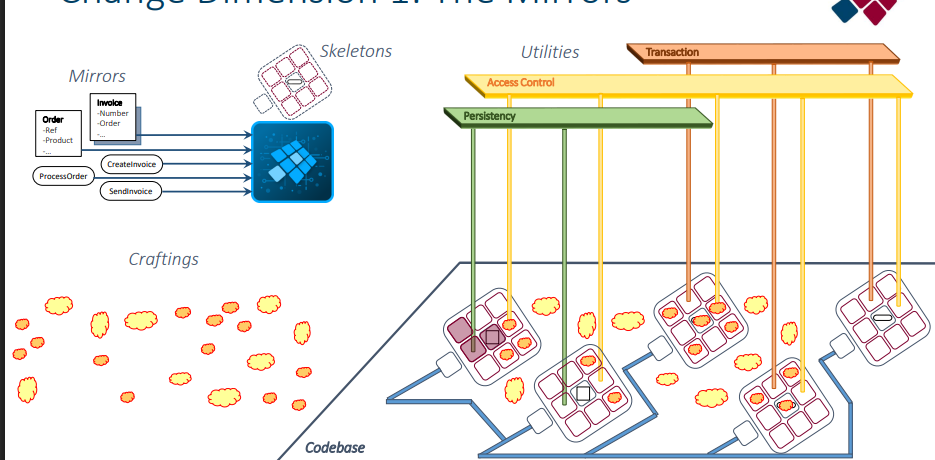 Change Dimension 1: The Mirrors
Skeletons
Utilities
Transaction
Mirrors
Access Control
Invoice
-Number
-Order
-...
Persistency
Order
-Ref
-Product
-...
CreateInvoice
ProcessOrder
SendInvoice
Craftings
Codebase